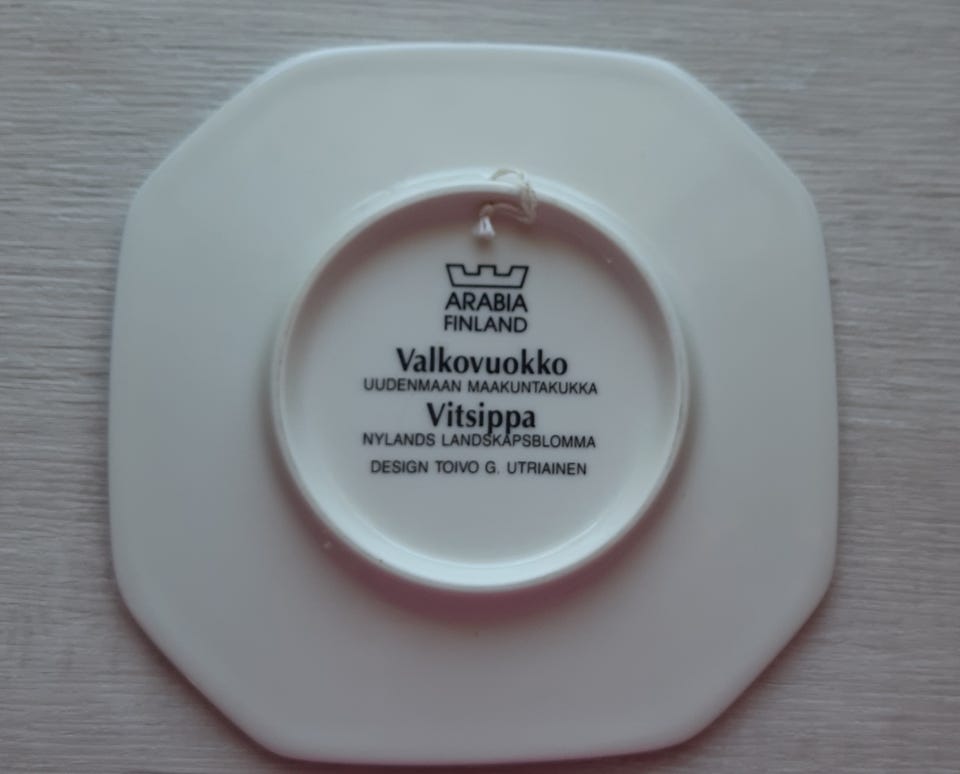 ARABIA
FINLAND
Valkovuokko
UUDENMAAN MAAKUNTAKUKKA
Vitsippa
NYLANDS LANDSKAPSBLOMMA
DESIGN TOIVO G. UTRIAINEN